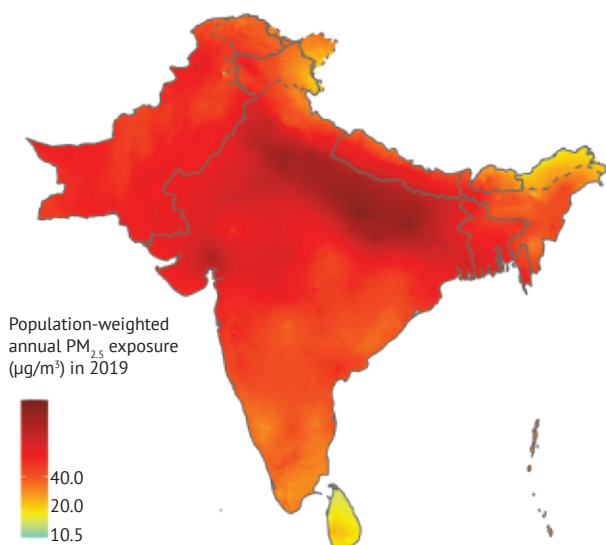 Population-weighted
annual PM₂.₅ exposure
(µg/m³) in 2019
40.0
20.0
10.5